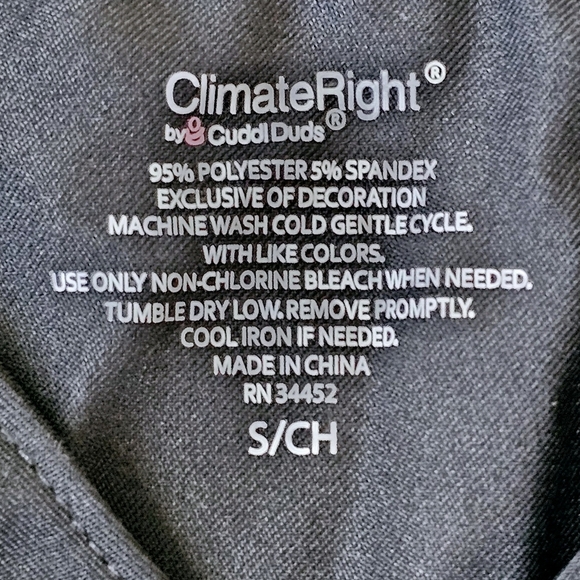 ClimateRight®
by Cuddl Duds®
95% POLYESTER 5% SPANDEX
EXCLUSIVE OF DECORATION
MACHINE WASH COLD GENTLE CYCLE.
WITH LIKE COLORS.
USE ONLY NON-CHLORINE BLEACH WHEN NEEDED.
TUMBLE DRY LOW. REMOVE PROMPTLY.
COOL IRON IF NEEDED.
MADE IN CHINA
RN 34452
S/CH